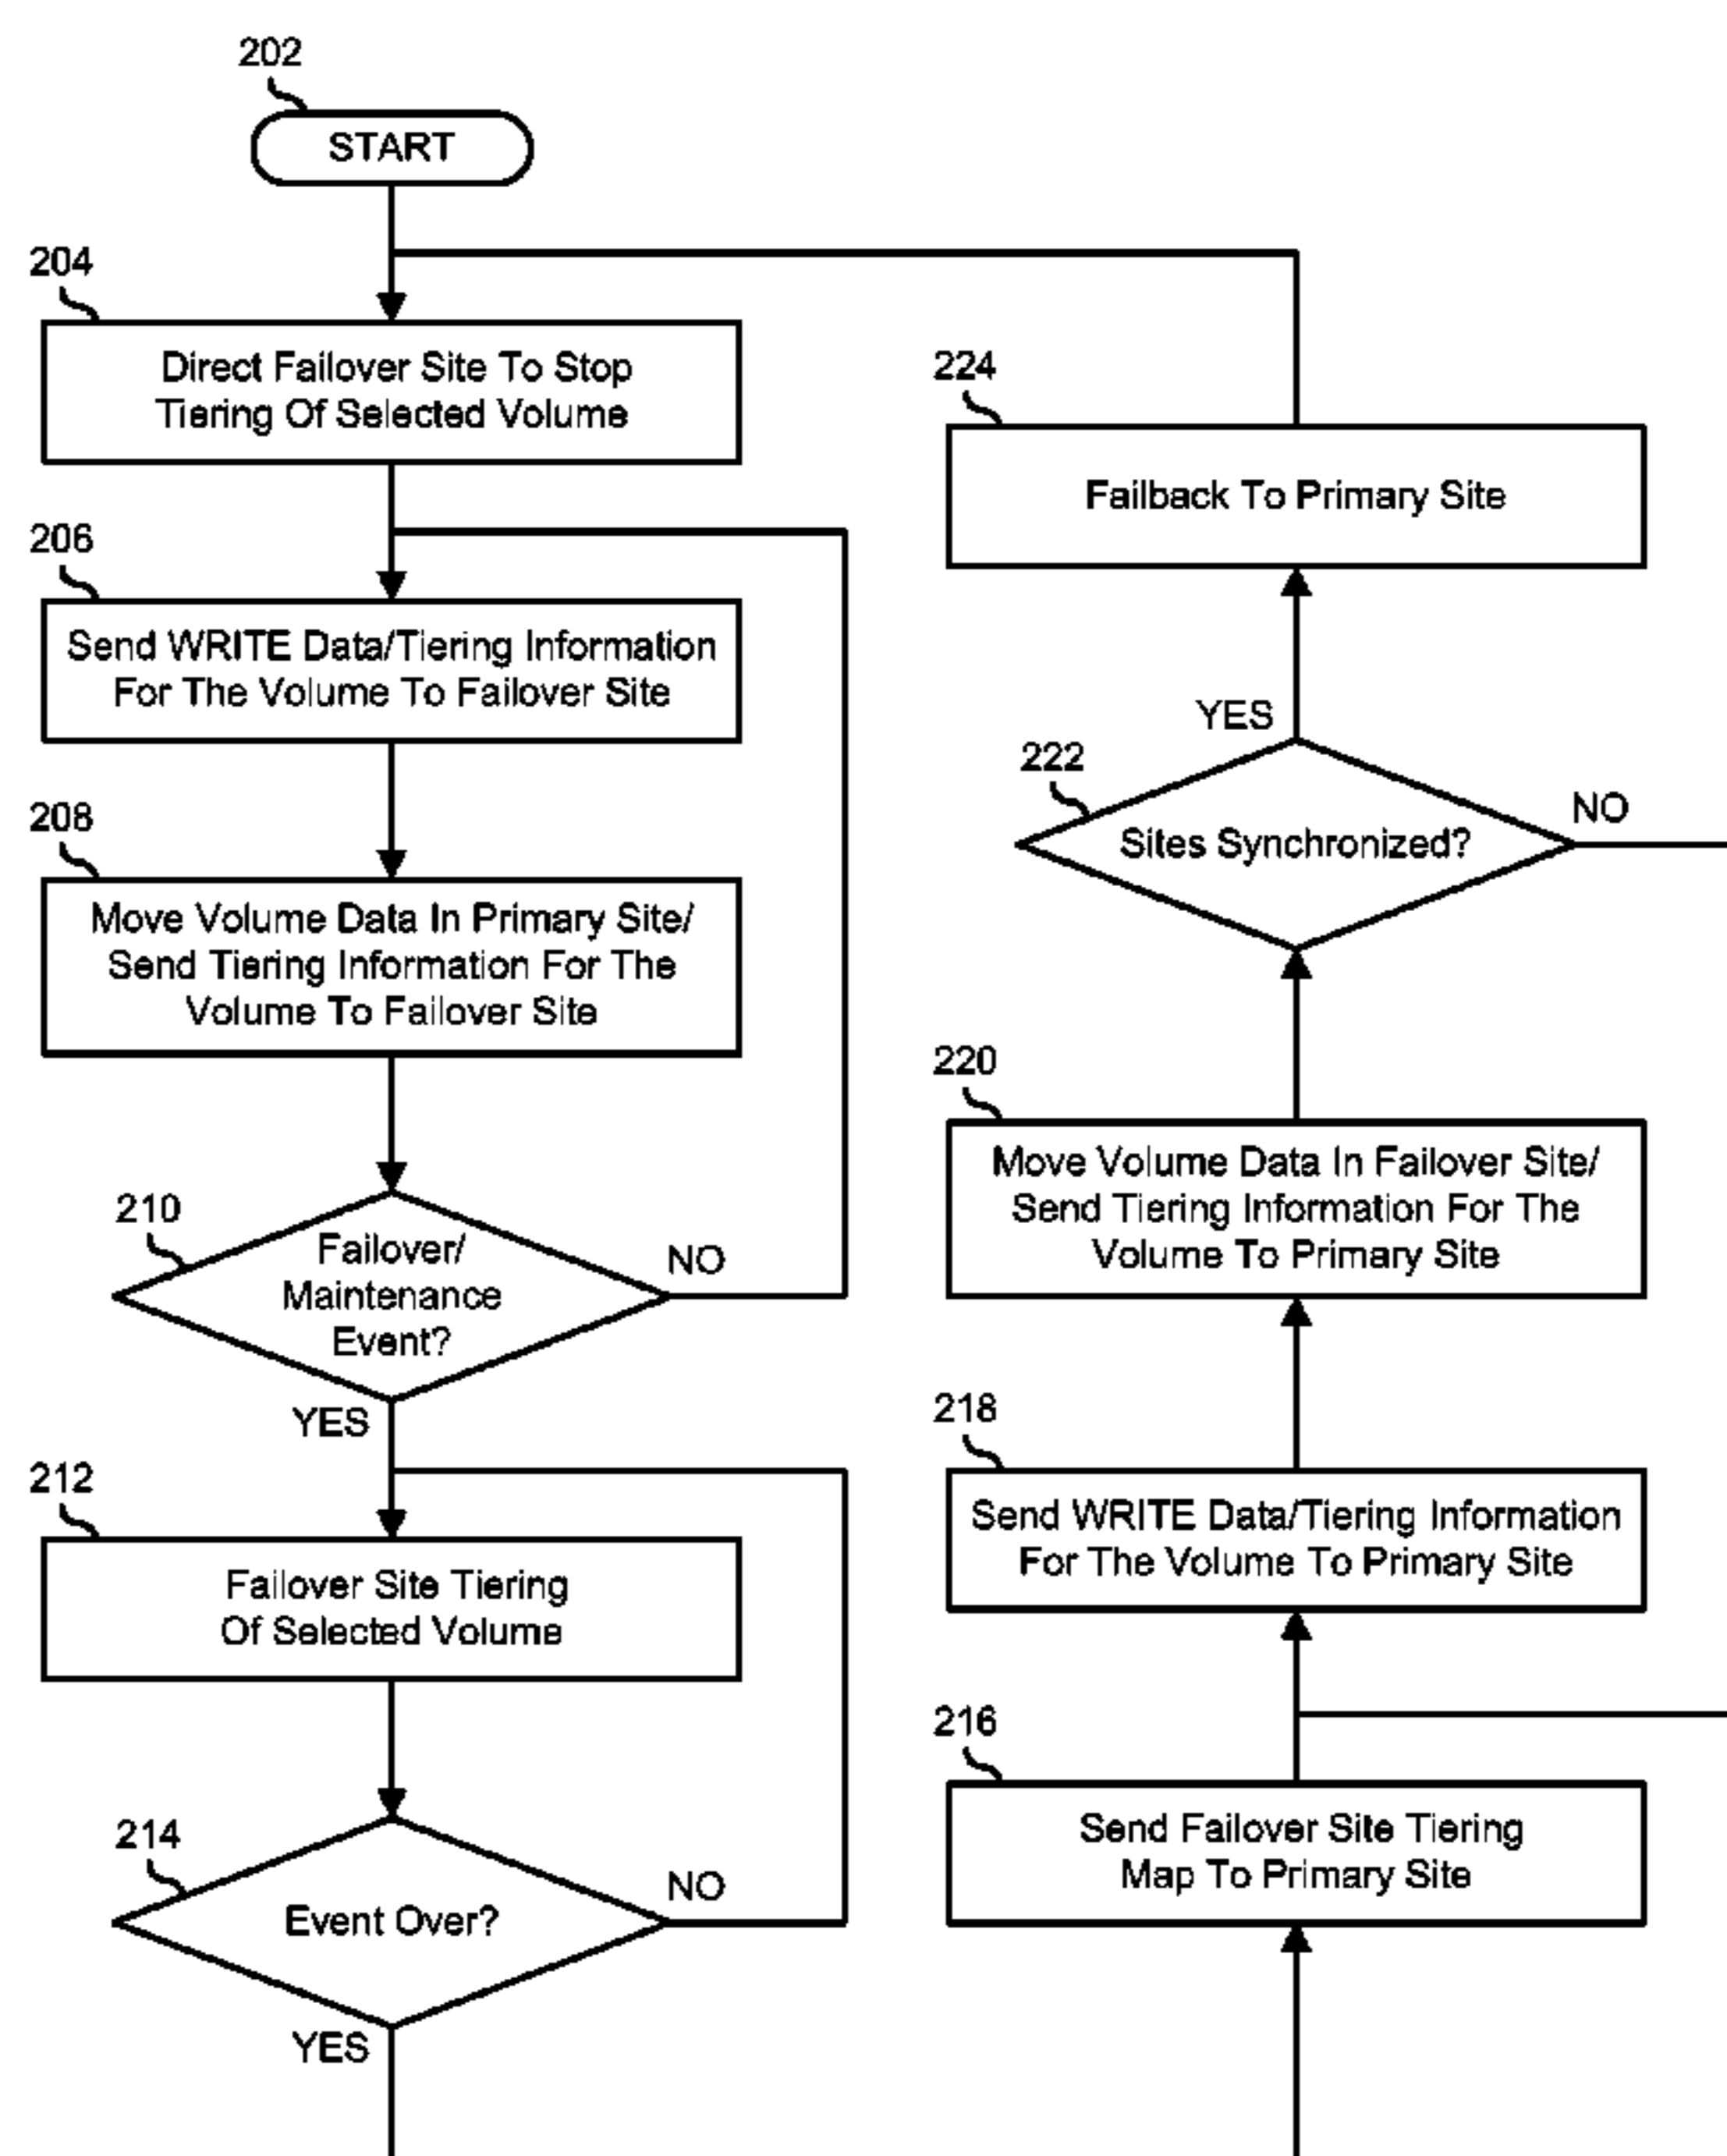 202
START
204
Direct Failover Site To Stop
Tiering Of Selected Volume
206
Send WRITE Data/Tiering Information
For The Volume To Failover Site
208
Move Volume Data In Primary Site/
Send Tiering Information For The
Volume To Failover Site
210
Failover/
Maintenance
Event?
NO
YES
212
Failover Site Tiering
Of Selected Volume
214
Event Over?
NO
YES
224
Failback To Primary Site
YES
222
Sites Synchronized?
NO
220
Move Volume Data In Failover Site/
Send Tiering Information For The
Volume To Primary Site
218
Send WRITE Data/Tiering Information
For The Volume To Primary Site
216
Send Failover Site Tiering
Map To Primary Site